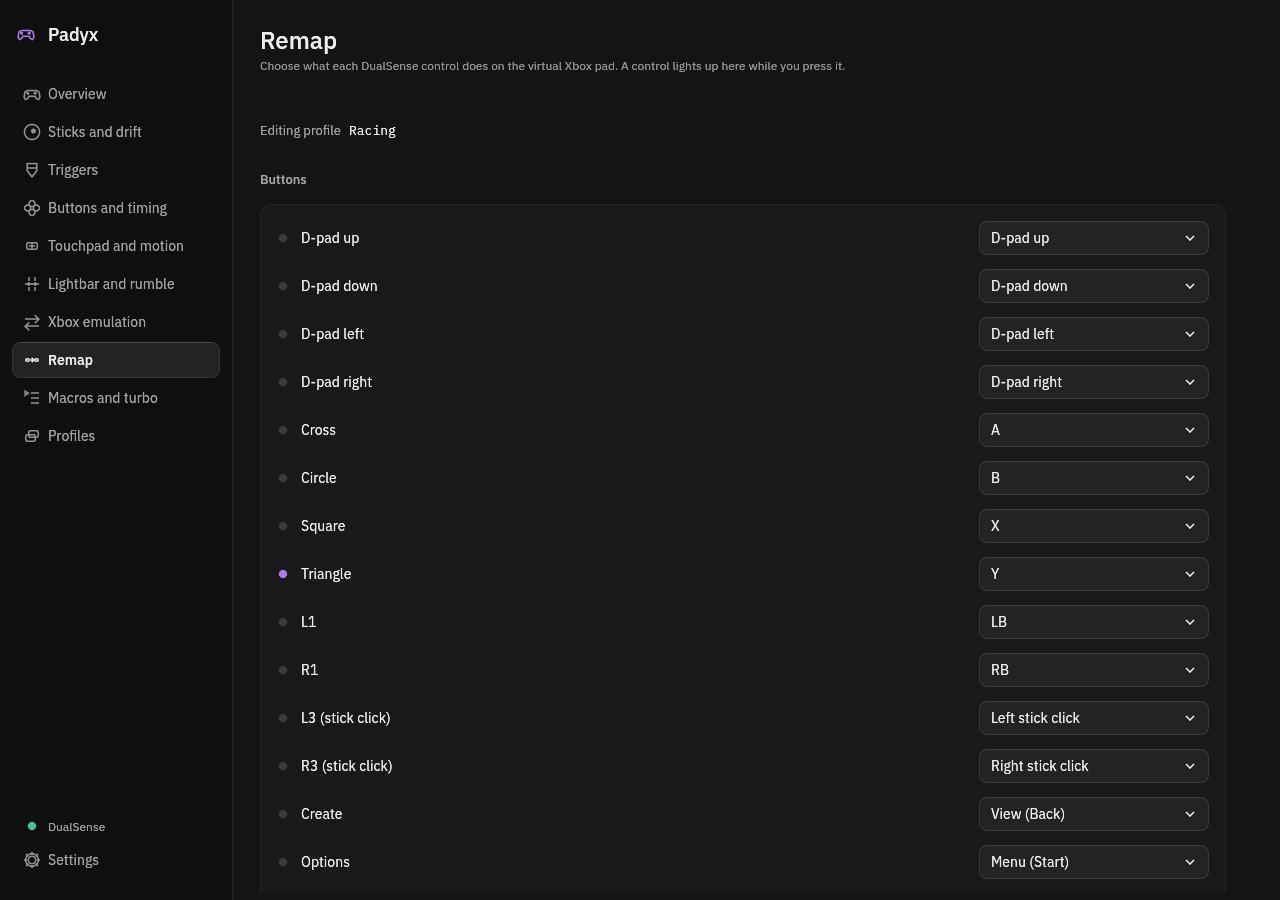 Padyx
Overview
Sticks and drift
Triggers
Buttons and timing
Touchpad and motion
Lightbar and rumble
Xbox emulation
Remap
Macros and turbo
Profiles
DualSense
Settings
Remap
Choose what each DualSense control does on the virtual Xbox pad. A control lights up here while you press it.
Editing profile Racing
Buttons
D-pad up D-pad up
D-pad down D-pad down
D-pad left D-pad left
D-pad right D-pad right
Cross A
Circle B
Square X
Triangle Y
L1 LB
R1 RB
L3 (stick click) Left stick click
R3 (stick click) Right stick click
Create View (Back)
Options Menu (Start)